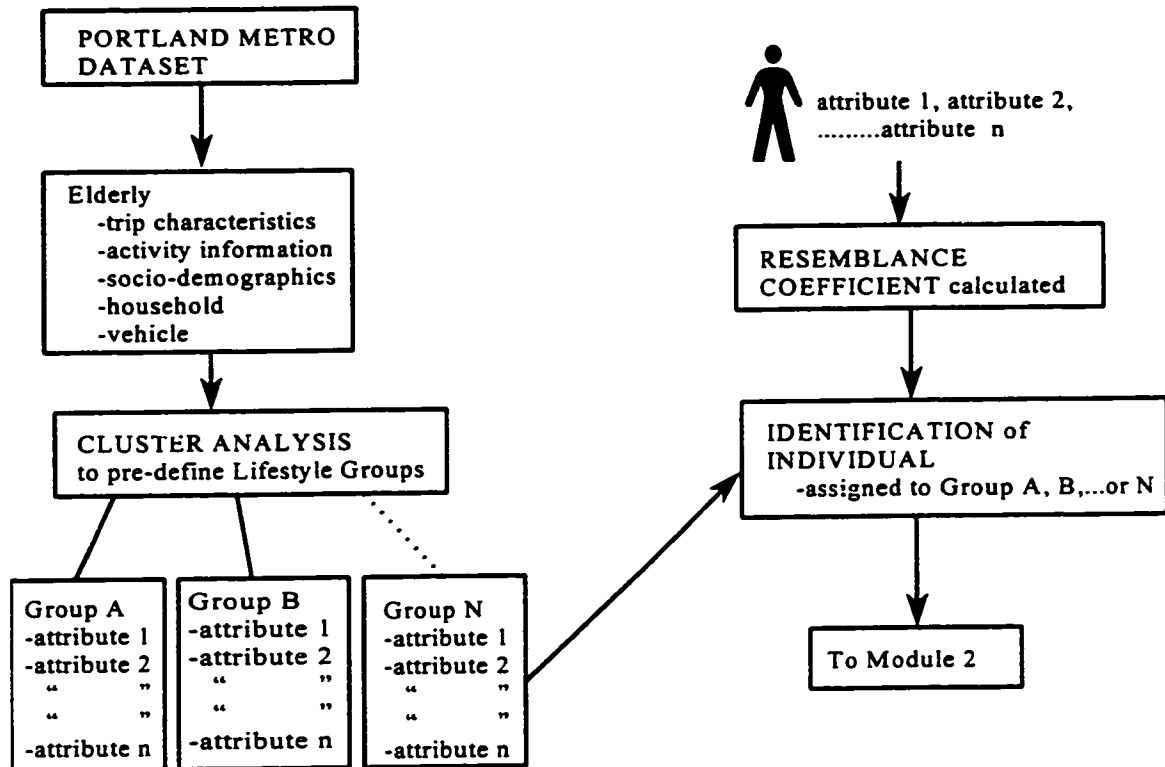 PORTLAND METRO
DATASET
Elderly
-trip characteristics
-activity information
-socio-demographics
-household
-vehicle
CLUSTER ANALYSIS
to pre-define Lifestyle Groups
Group A
-attribute 1
-attribute 2
“ ”
“ ”
-attribute n
Group B
-attribute 1
-attribute 2
“ ”
“ ”
-attribute n
Group N
-attribute 1
-attribute 2
“ ”
“ ”
-attribute n
attribute 1, attribute 2,
.........attribute n
RESEMBLANCE
COEFFICIENT calculated
IDENTIFICATION of
INDIVIDUAL
-assigned to Group A, B,...or N
To Module 2